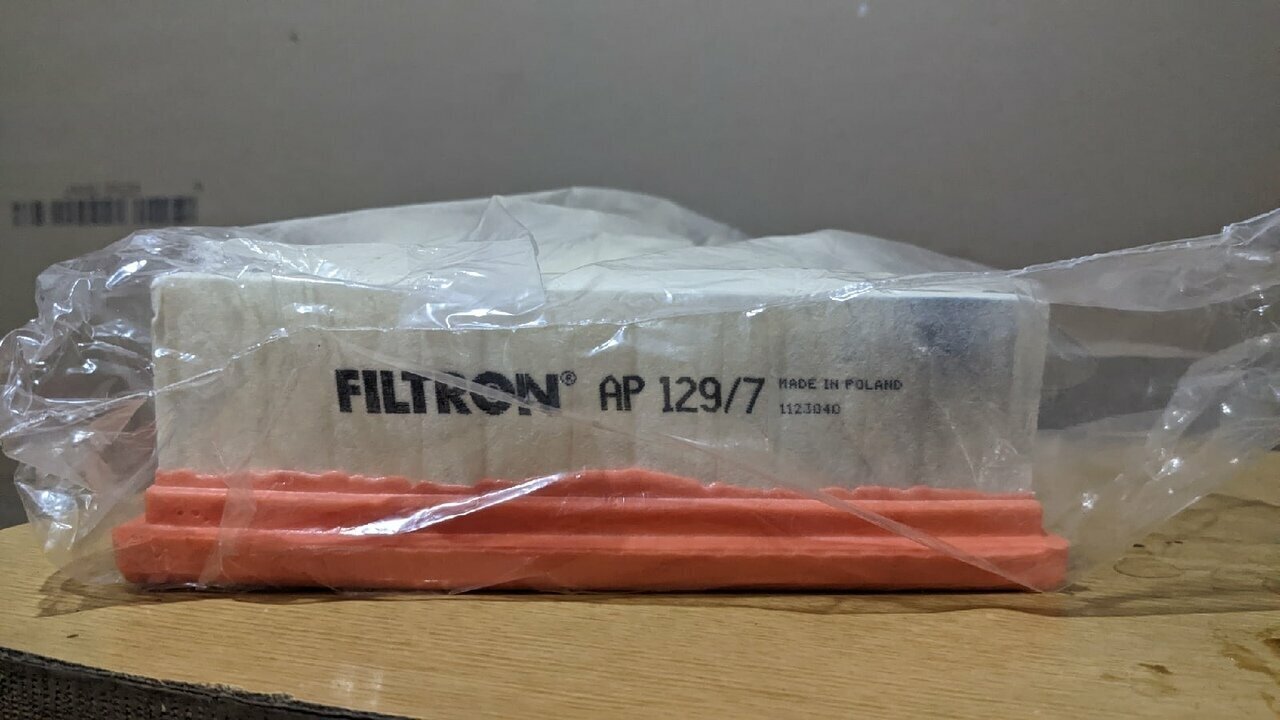 FILTRON® AP 129/7 MADE IN POLAND
1123040